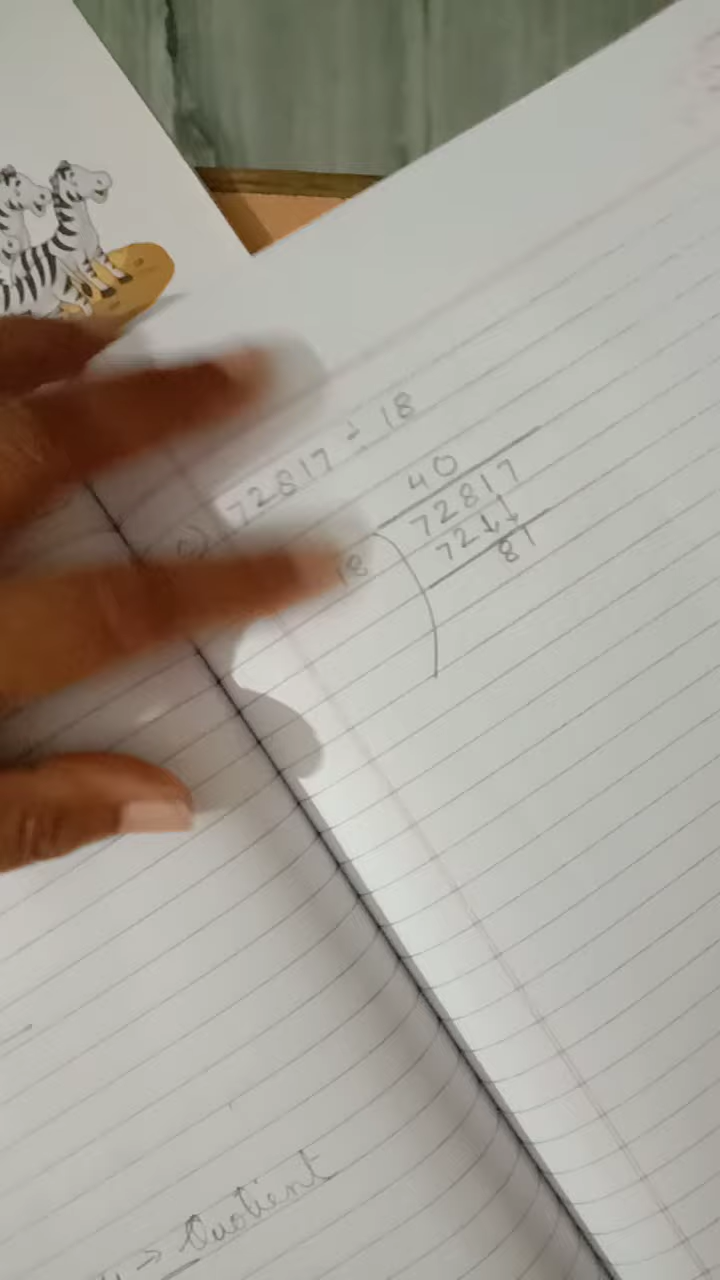 72817 ÷ 18
40
18 72817
72↓↓
81
→ Quotient